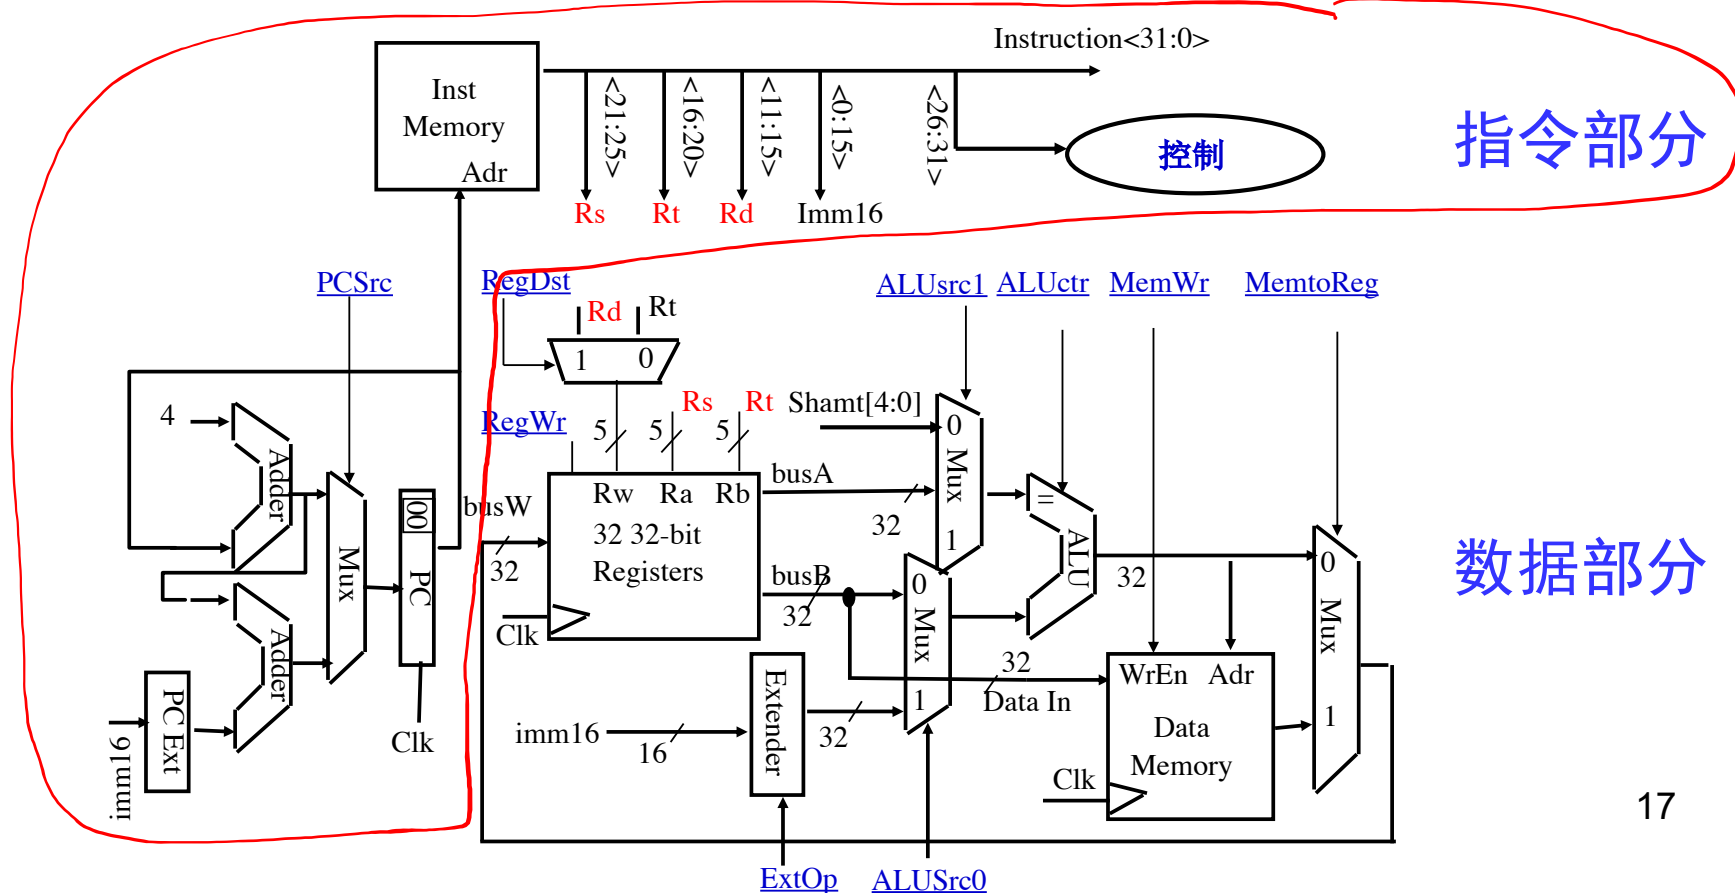 Instruction<31:0>
Inst
Memory
Adr
<21:25>
<16:20>
<11:15>
<0:15>
<26:31>
控制
指令部分
Rs
Rt
Rd
Imm16
PCSrc
RegDst
ALUsrc1
ALUctr
MemWr
MemtoReg
Rd
Rt
1
0
4
Adder
Rs
Rt
Shamt[4:0]
RegWr
5
5
5
0
Mux
1
busA
32
busW
32
Rw
Ra
Rb
32 32-bit
Registers
Clk
busB
32
00
PC
Mux
Clk
Adder
PC Ext
imm16
=
ALU
32
0
Mux
1
0
Mux
1
数据部分
imm16
16
Extender
32
32
Data In
WrEn
Adr
Data
Memory
Clk
17
ExtOp
ALUSrc0